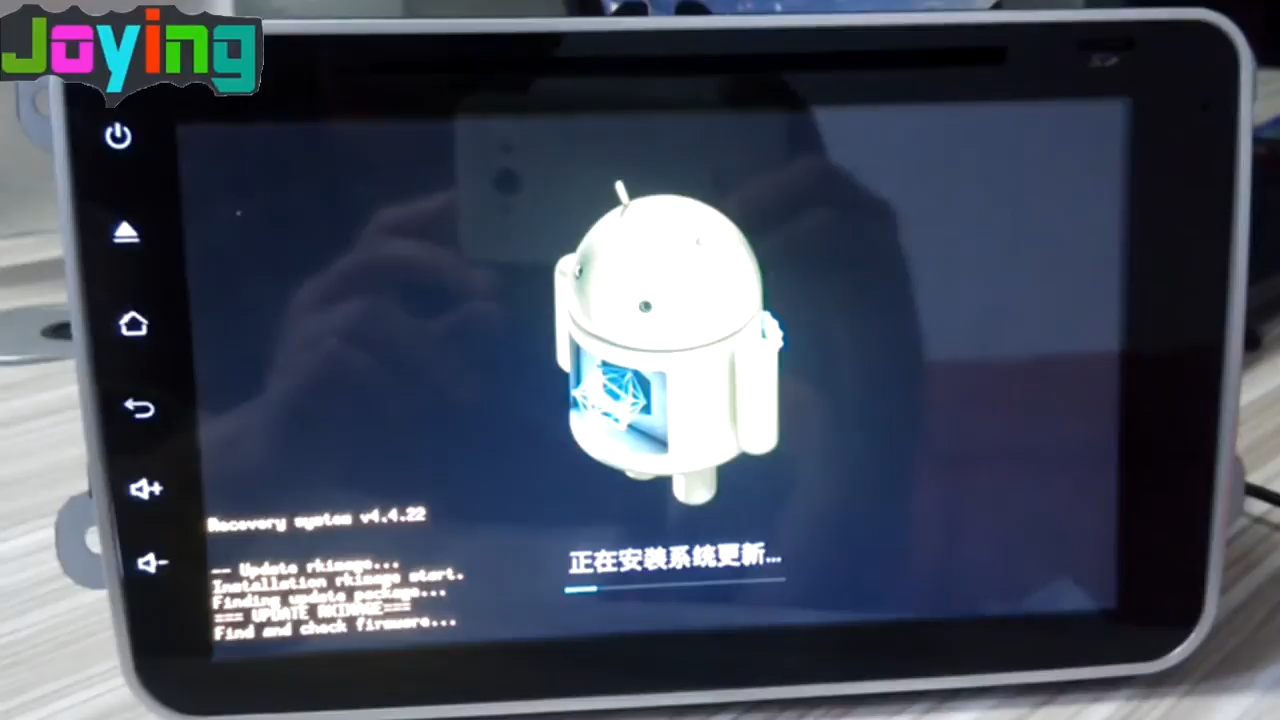 Joying
Recovery system v4.4.22
-- Update rkimage...
Installation rkimage start.
Finding update package...
=== UPDATE RKIMAGE===
Find and check firmware...
正在安装系统更新...